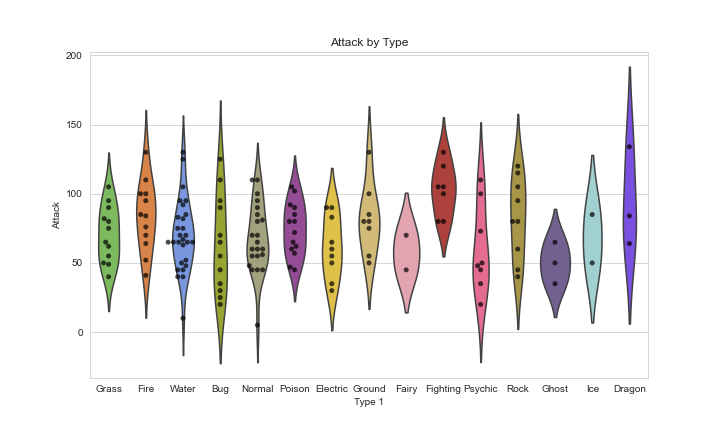 Attack by Type
200
150
100
50
0
Attack
Grass Fire Water Bug Normal Poison Electric Ground Fairy Fighting Psychic Rock Ghost Ice Dragon
Type 1